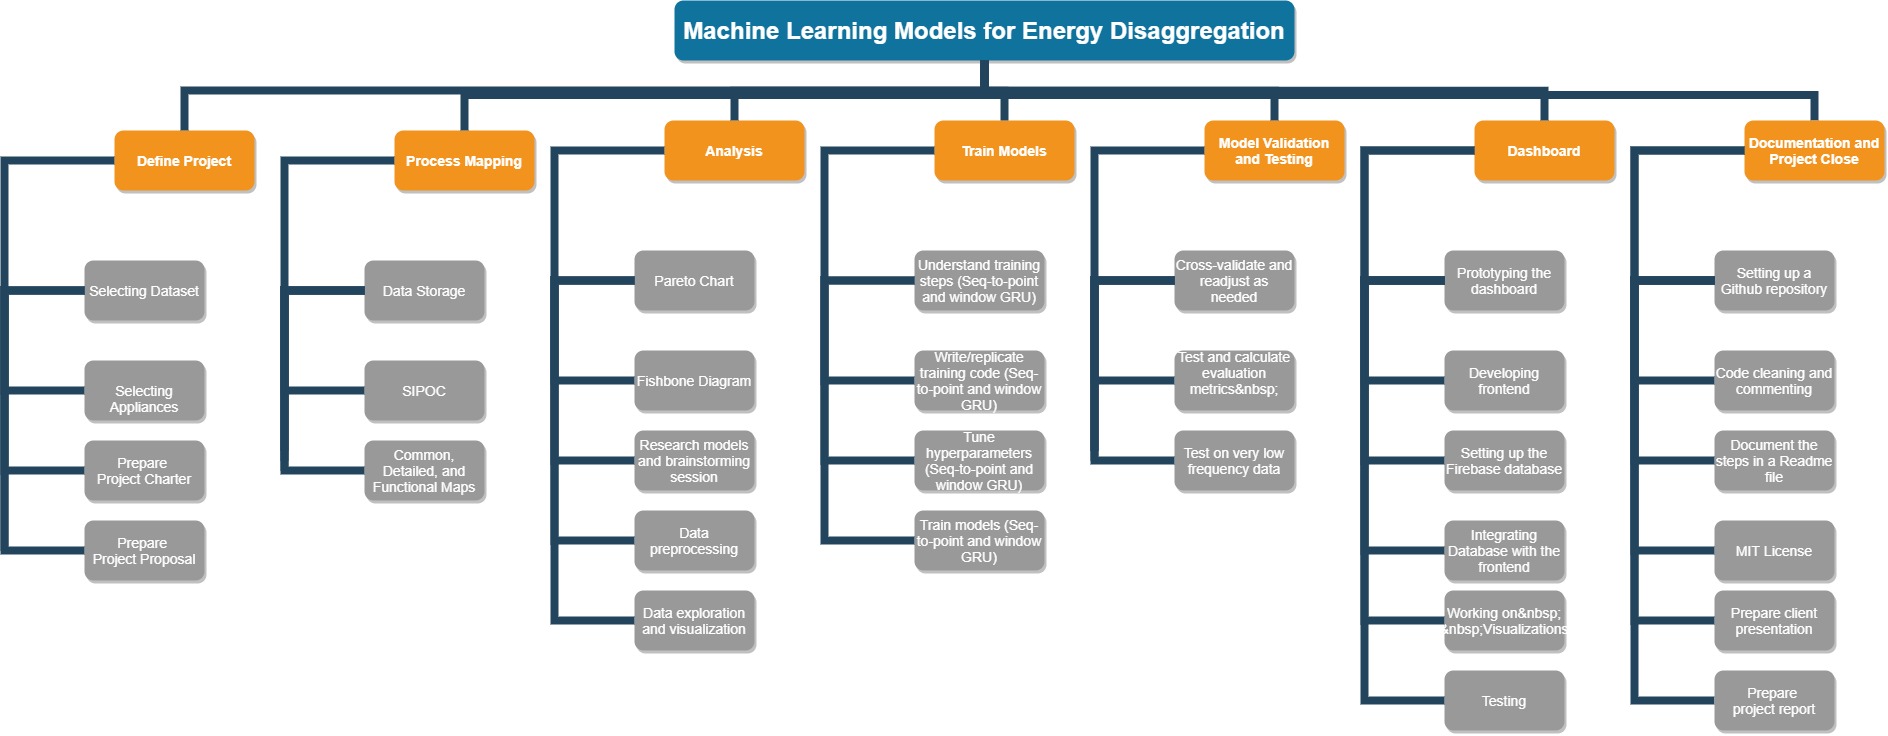 Machine Learning Models for Energy Disaggregation
Define Project
Selecting Dataset
Selecting
Appliances
Prepare
Project Charter
Prepare
Project Proposal
Process Mapping
Data Storage
SIPOC
Common,
Detailed, and
Functional Maps
Analysis
Pareto Chart
Fishbone Diagram
Research models
and brainstorming
session
Data
preprocessing
Data exploration
and visualization
Train Models
Understand training
steps (Seq-to-point
and window GRU)
Write/replicate
training code (Seq-
to-point and window
GRU)
Tune
hyperparameters
(Seq-to-point and
window GRU)
Train models (Seq-
to-point and window
GRU)
Model Validation
and Testing
Cross-validate and
readjust as
needed
Test and calculate
evaluation
metrics&nbsp;
Test on very low
frequency data
Dashboard
Prototyping the
dashboard
Developing
frontend
Setting up the
Firebase database
Integrating
Database with the
frontend
Working on&nbsp;
&nbsp;Visualizations
Testing
Documentation and
Project Close
Setting up a
Github repository
Code cleaning and
commenting
Document the
steps in a Readme
file
MIT License
Prepare client
presentation
Prepare
project report